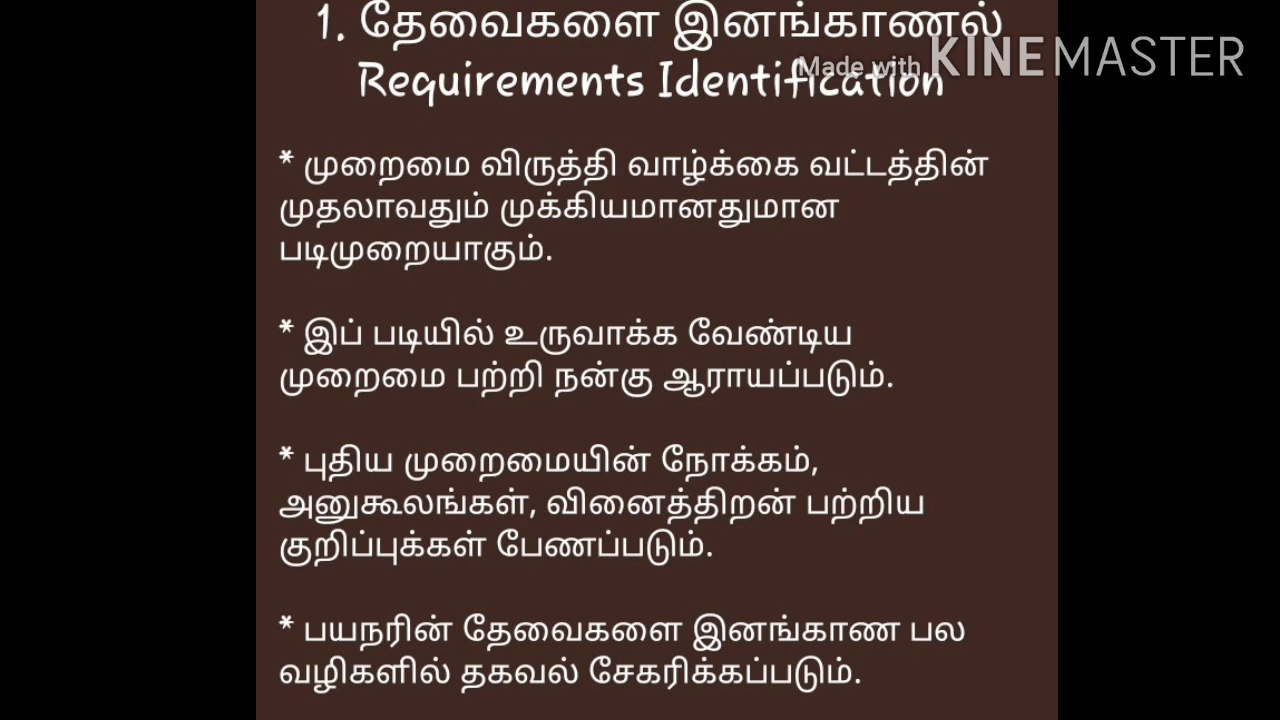 1. தேவைகளை இனங்காணல்
Made with KINEMASTER
Requirements Identification
* முறைமை விருத்தி வாழ்க்கை வட்டத்தின்
முதலாவதும் முக்கியமானதுமான
படிமுறையாகும்.
* இப் படியில் உருவாக்க வேண்டிய
முறைமை பற்றி நன்கு ஆராயப்படும்.
* புதிய முறைமையின் நோக்கம்,
அனுகூலங்கள், வினைத்திறன் பற்றிய
குறிப்புக்கள் பேணப்படும்.
* பயநரின் தேவைகளை இனங்காண பல
வழிகளில் தகவல் சேகரிக்கப்படும்.